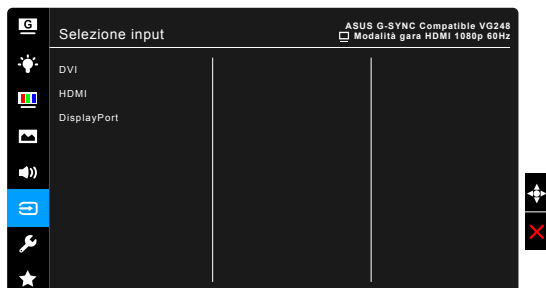 G
Selezione input
ASUS G-SYNC Compatible VG248
Modalità gara HDMI 1080p 60Hz
DVI
HDMI
DisplayPort